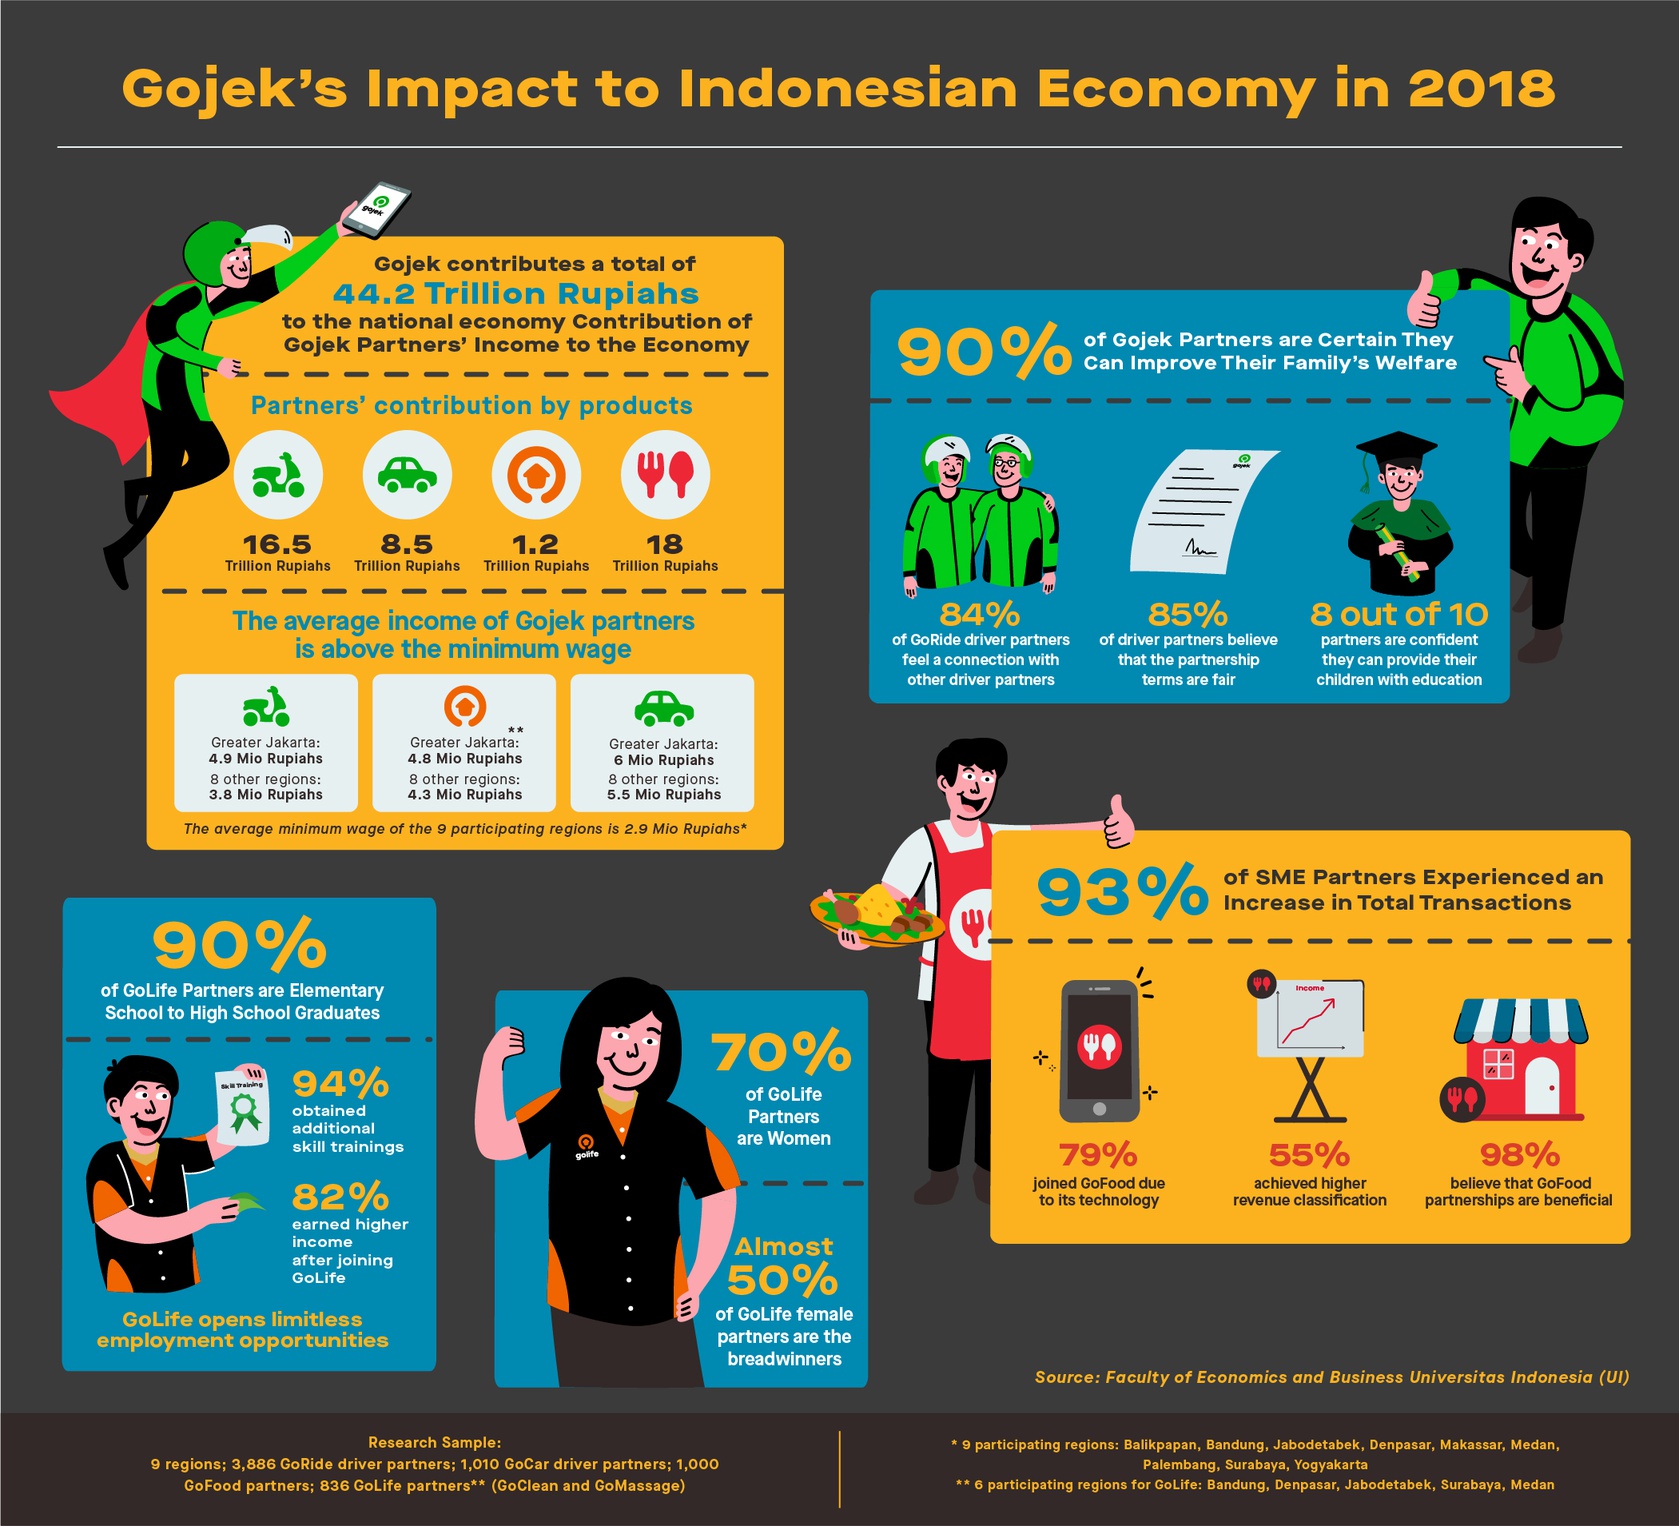 Gojek's Impact to Indonesian Economy in 2018
gojek
Gojek contributes a total of
44.2 Trillion Rupiahs
to the national economy Contribution of
Gojek Partners' Income to the Economy
Partners' contribution by products
16.5
Trillion Rupiahs
8.5
Trillion Rupiahs
1.2
Trillion Rupiahs
18
Trillion Rupiahs
The average income of Gojek partners
is above the minimum wage
Greater Jakarta:
4.9 Mio Rupiahs
8 other regions:
3.8 Mio Rupiahs
**
Greater Jakarta:
4.8 Mio Rupiahs
8 other regions:
4.3 Mio Rupiahs
Greater Jakarta:
6 Mio Rupiahs
8 other regions:
5.5 Mio Rupiahs
The average minimum wage of the 9 participating regions is 2.9 Mio Rupiahs*
90%
of Gojek Partners are Certain They
Can Improve Their Family's Welfare
gojek
84%
of GoRide driver partners
feel a connection with
other driver partners
85%
of driver partners believe
that the partnership
terms are fair
8 out of 10
partners are confident
they can provide their
children with education
93%
of SME Partners Experienced an
Increase in Total Transactions
Income
79%
joined GoFood due
to its technology
55%
achieved higher
revenue classification
98%
believe that GoFood
partnerships are beneficial
90%
of GoLife Partners are Elementary
School to High School Graduates
Skill Training
94%
obtained
additional
skill trainings
82%
earned higher
income
after joining
GoLife
GoLife opens limitless
employment opportunities
golife
70%
of GoLife
Partners
are Women
Almost
50%
of GoLife female
partners are the
breadwinners
Source: Faculty of Economics and Business Universitas Indonesia (UI)
Research Sample:
9 regions; 3,886 GoRide driver partners; 1,010 GoCar driver partners; 1,000
GoFood partners; 836 GoLife partners** (GoClean and GoMassage)
* 9 participating regions: Balikpapan, Bandung, Jabodetabek, Denpasar, Makassar, Medan,
Palembang, Surabaya, Yogyakarta
** 6 participating regions for GoLife: Bandung, Denpasar, Jabodetabek, Surabaya, Medan